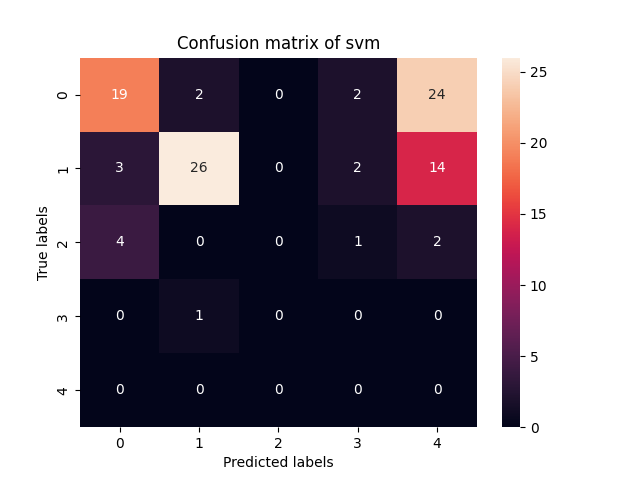 Confusion matrix of svm
0 19 2 0 2 24
1 3 26 0 2 14
2 4 0 0 1 2
3 0 1 0 0 0
4 0 0 0 0 0
0 1 2 3 4
Predicted labels
True labels
25
20
15
10
5
0